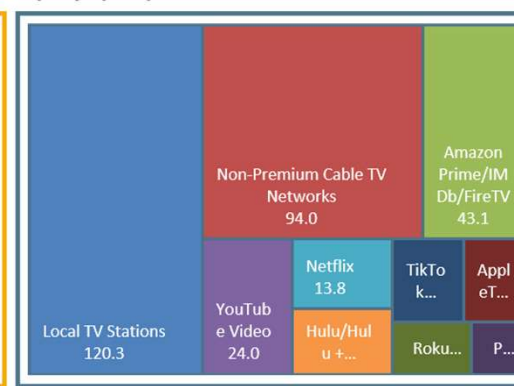 Non-Premium Cable TV
Networks
94.0
Amazon
Prime/IM
Db/FireTV
43.1
Local TV Stations
120.3
YouTub
e Video
24.0
Netflix
13.8
Hulu/Hul
u +...
TikTo
k...
Appl
eT...
Roku...
P...